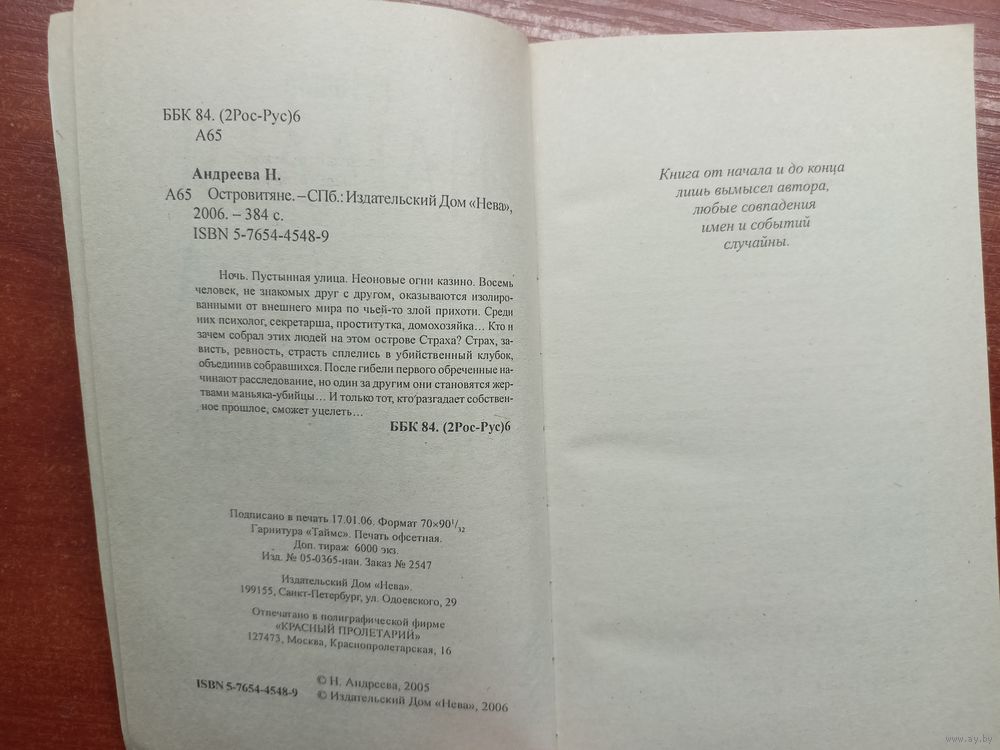 ББК 84. (2Рос-Рус)6
А65
Андреева Н.
А65 Островитяне. –СПб.: Издательский Дом «Нева»,
2006. – 384 с.
ISBN 5-7654-4548-9
Ночь. Пустынная улица. Неоновые огни казино. Восемь
человек, не знакомых друг с другом, оказываются изолиро-
ванными от внешнего мира по чьей-то злой прихоти. Среди
них психолог, секретарша, проститутка, домохозяйка... Кто и
зачем собрал этих людей на этом острове Страха? Страх, за-
висть, ревность, страсть сплелись в убийственный клубок,
объединив собравшихся. После гибели первого обреченные на-
чинают расследование, но один за другим они становятся жер-
твами маньяка-убийцы... И только тот, кто разгадает собствен-
ное прошлое, сможет уцелеть...
ББК 84. (2Рос-Рус)6
Подписано в печать 17.01.06. Формат 70×90¹/₃₂
Гарнитура «Таймс». Печать офсетная.
Доп. тираж 6000 экз.
Изд. № 05-0365-нан. Заказ № 2547
Издательский Дом «Нева».
199155, Санкт-Петербург, ул. Одоевского, 29
Отпечатано в полиграфической фирме
«КРАСНЫЙ ПРОЛЕТАРИЙ»
127473, Москва, Краснопролетарская, 16
© Н. Андреева, 2005
ISBN 5-7654-4548-9 © Издательский Дом «Нева», 2006
Книга от начала и до конца
лишь вымысел автора,
любые совпадения
имен и событий
случайны.
www.ay.by